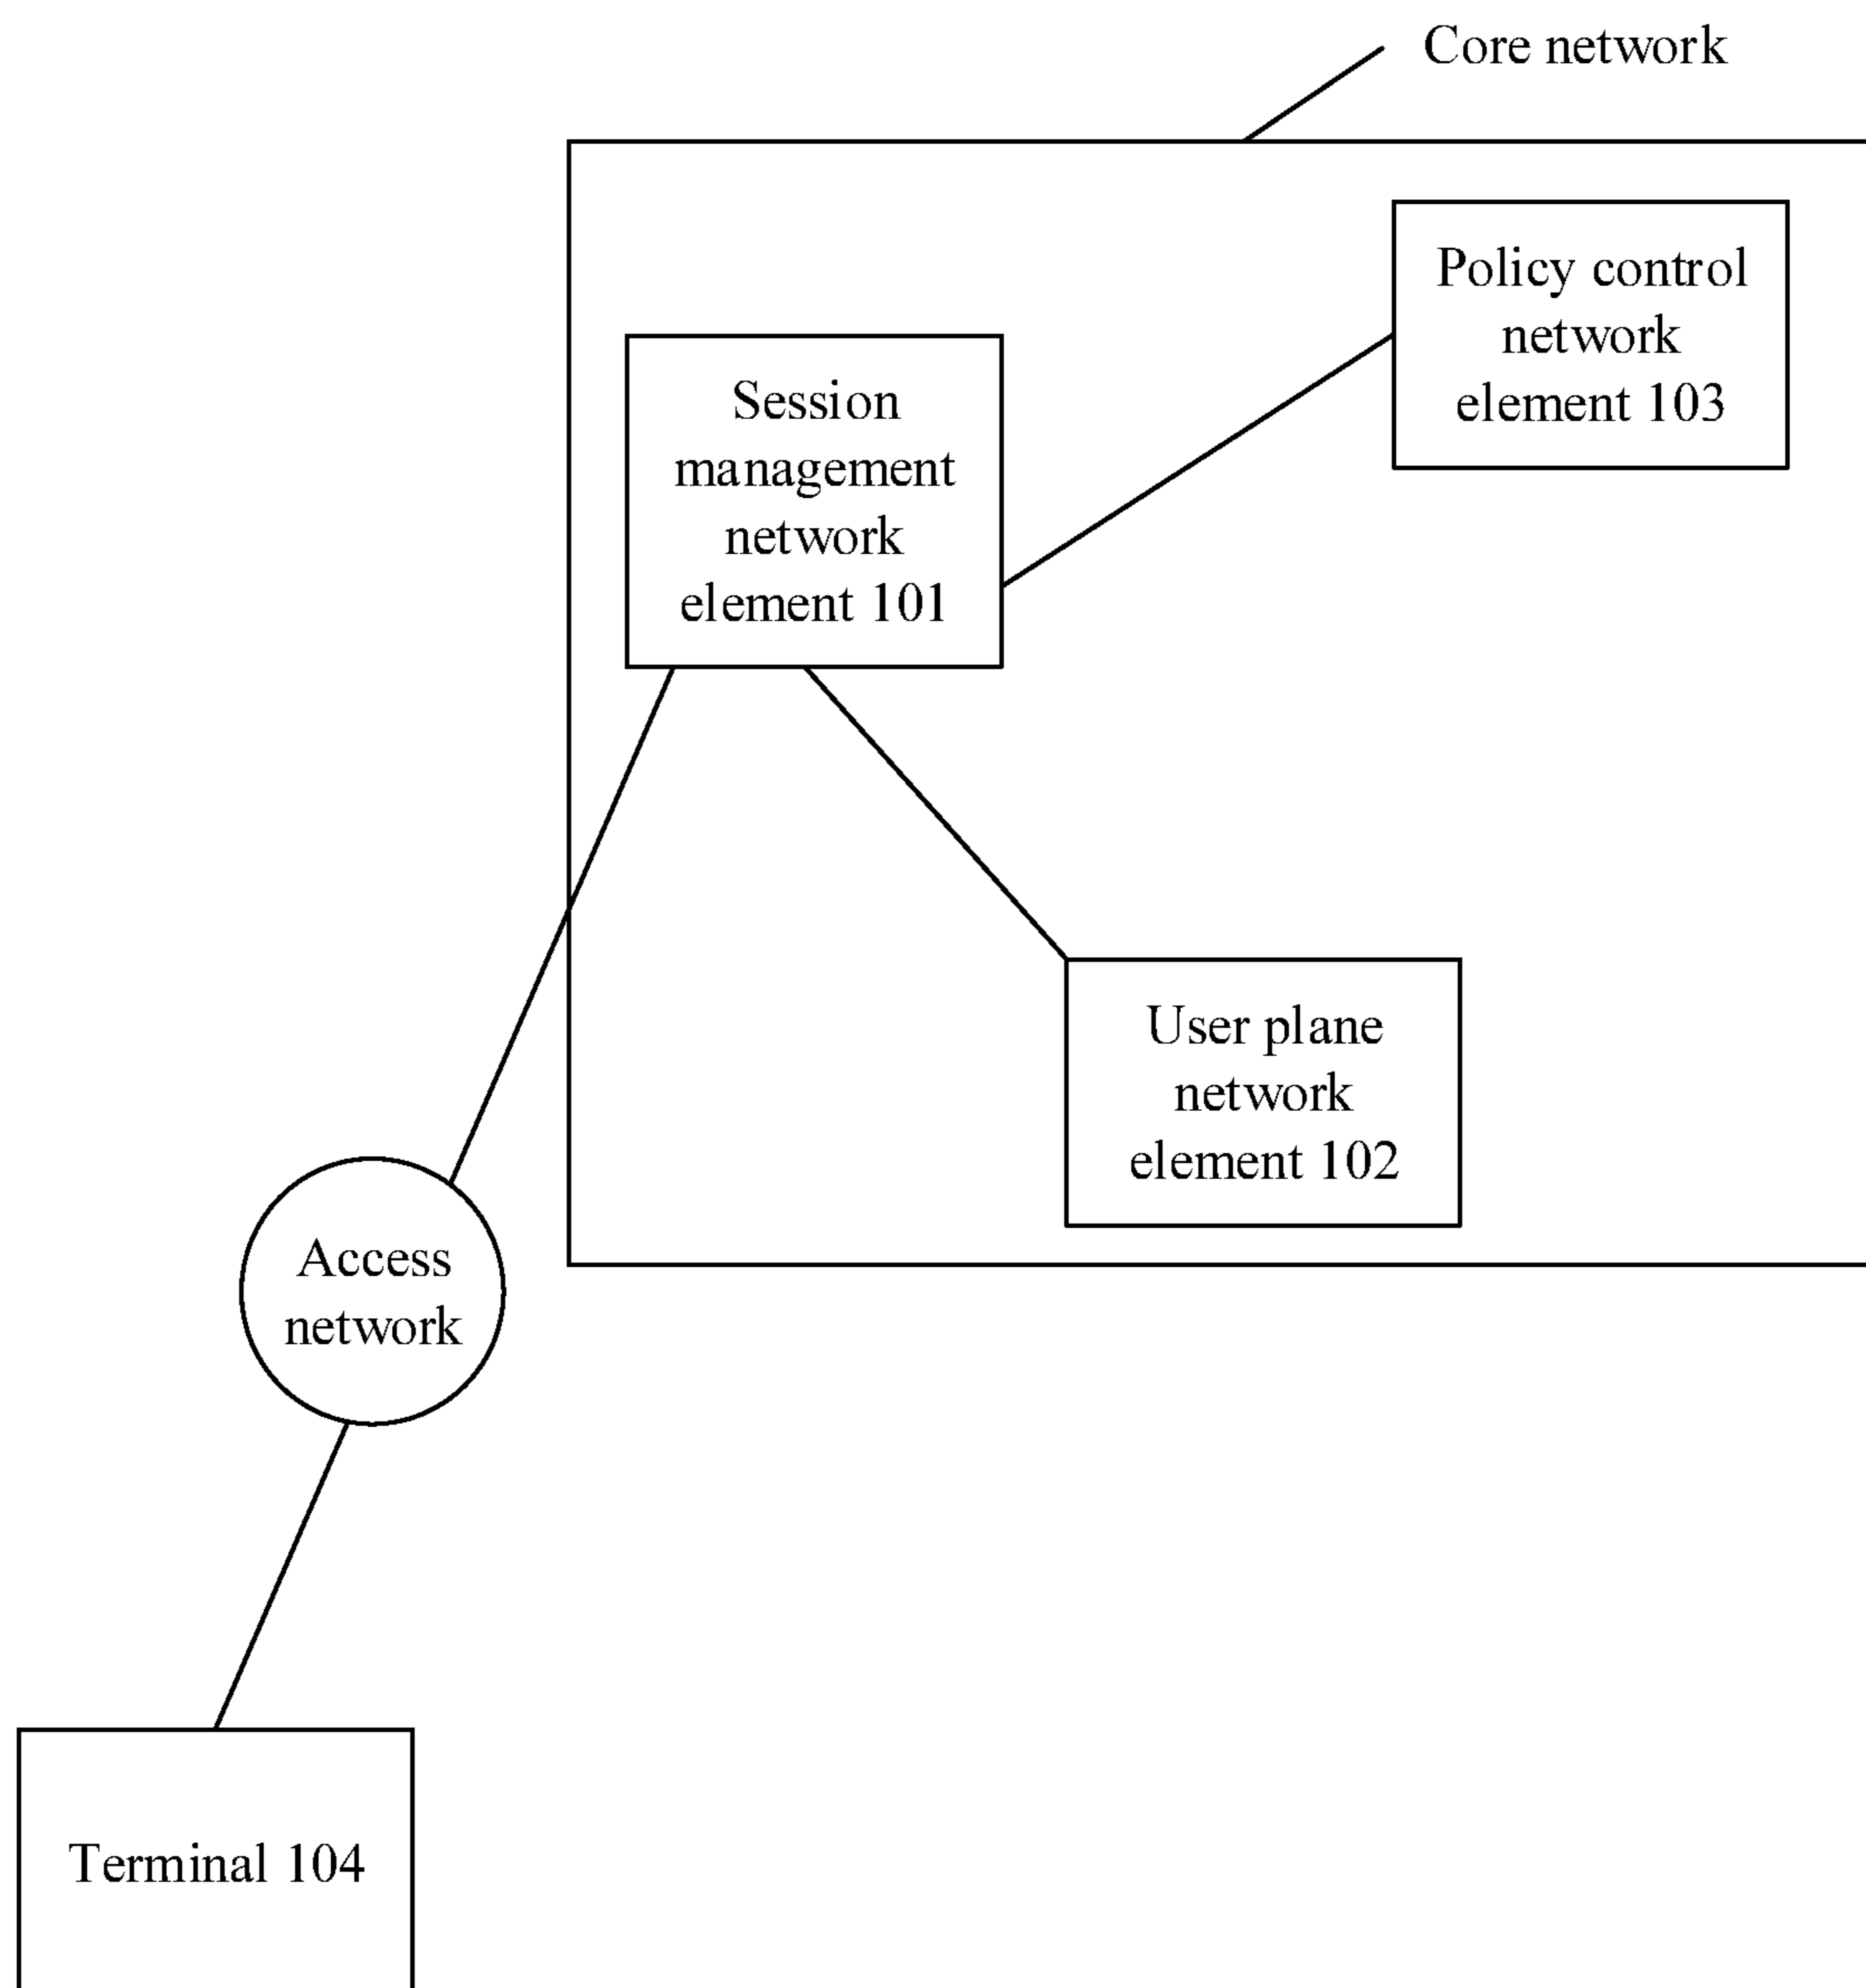 Core network
Policy control
network
element 103
Session
management
network
element 101
User plane
network
element 102
Access
network
Terminal 104